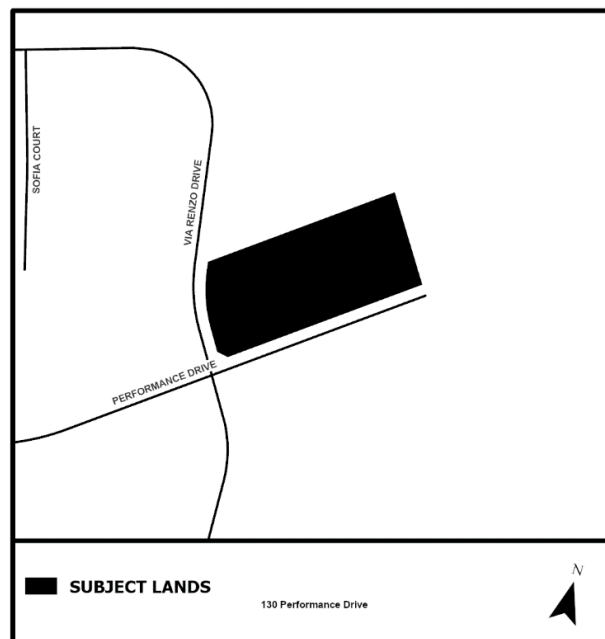 SOFIA COURT
VIA RENZO DRIVE
PERFORMANCE DRIVE
SUBJECT LANDS
130 Performance Drive
N